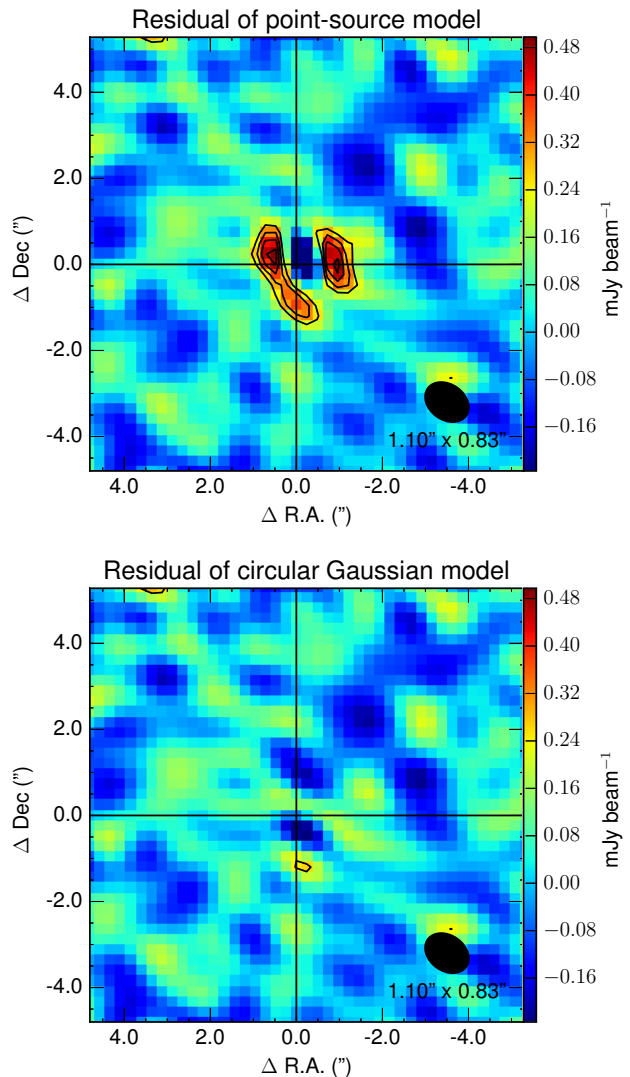 Residual of point-source model
0.48
0.40
0.32
0.24
0.16
0.08
0.00
−0.08
−0.16
mJy beam⁻¹
4.0
2.0
0.0
-2.0
-4.0
Δ Dec (")
1.10" x 0.83"
4.0 2.0 0.0 -2.0 -4.0
Δ R.A. (")
Residual of circular Gaussian model
0.48
0.40
0.32
0.24
0.16
0.08
0.00
−0.08
−0.16
mJy beam⁻¹
4.0
2.0
0.0
-2.0
-4.0
Δ Dec (")
1.10" x 0.83"
4.0 2.0 0.0 -2.0 -4.0
Δ R.A. (")